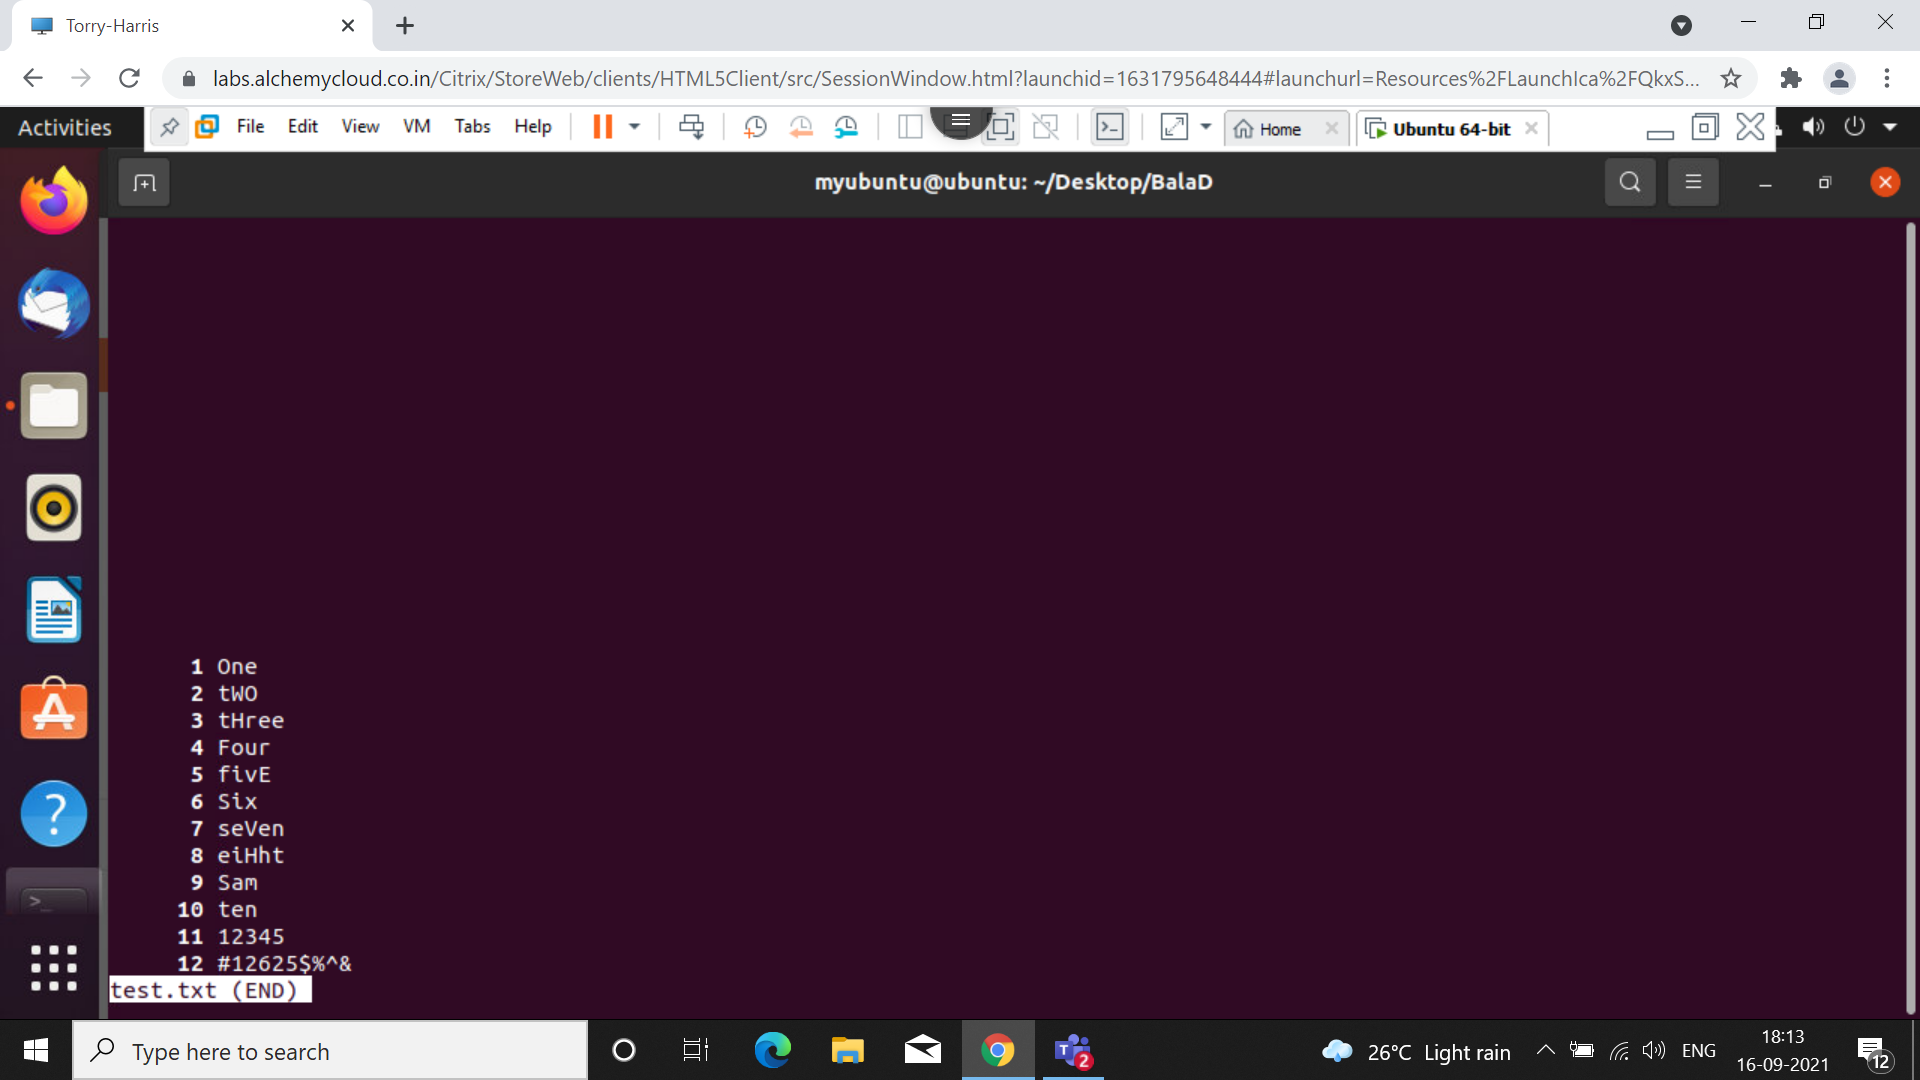 Torry-Harris
labs.alchemycloud.co.in/Citrix/StoreWeb/clients/HTML5Client/src/SessionWindow.html?launchid=1631795648444#launchurl=Resources%2FLaunchIca%2FQkxS...
Activities
File Edit View VM Tabs Help
Home
Ubuntu 64-bit
myubuntu@ubuntu: ~/Desktop/BalaD
1 One
2 tWO
3 tHree
4 Four
5 fivE
6 Six
7 seVen
8 eiHht
9 Sam
10 ten
11 12345
12 #12625$%^&
test.txt (END)
Type here to search
2
26°C Light rain
ENG
18:13
16-09-2021
12